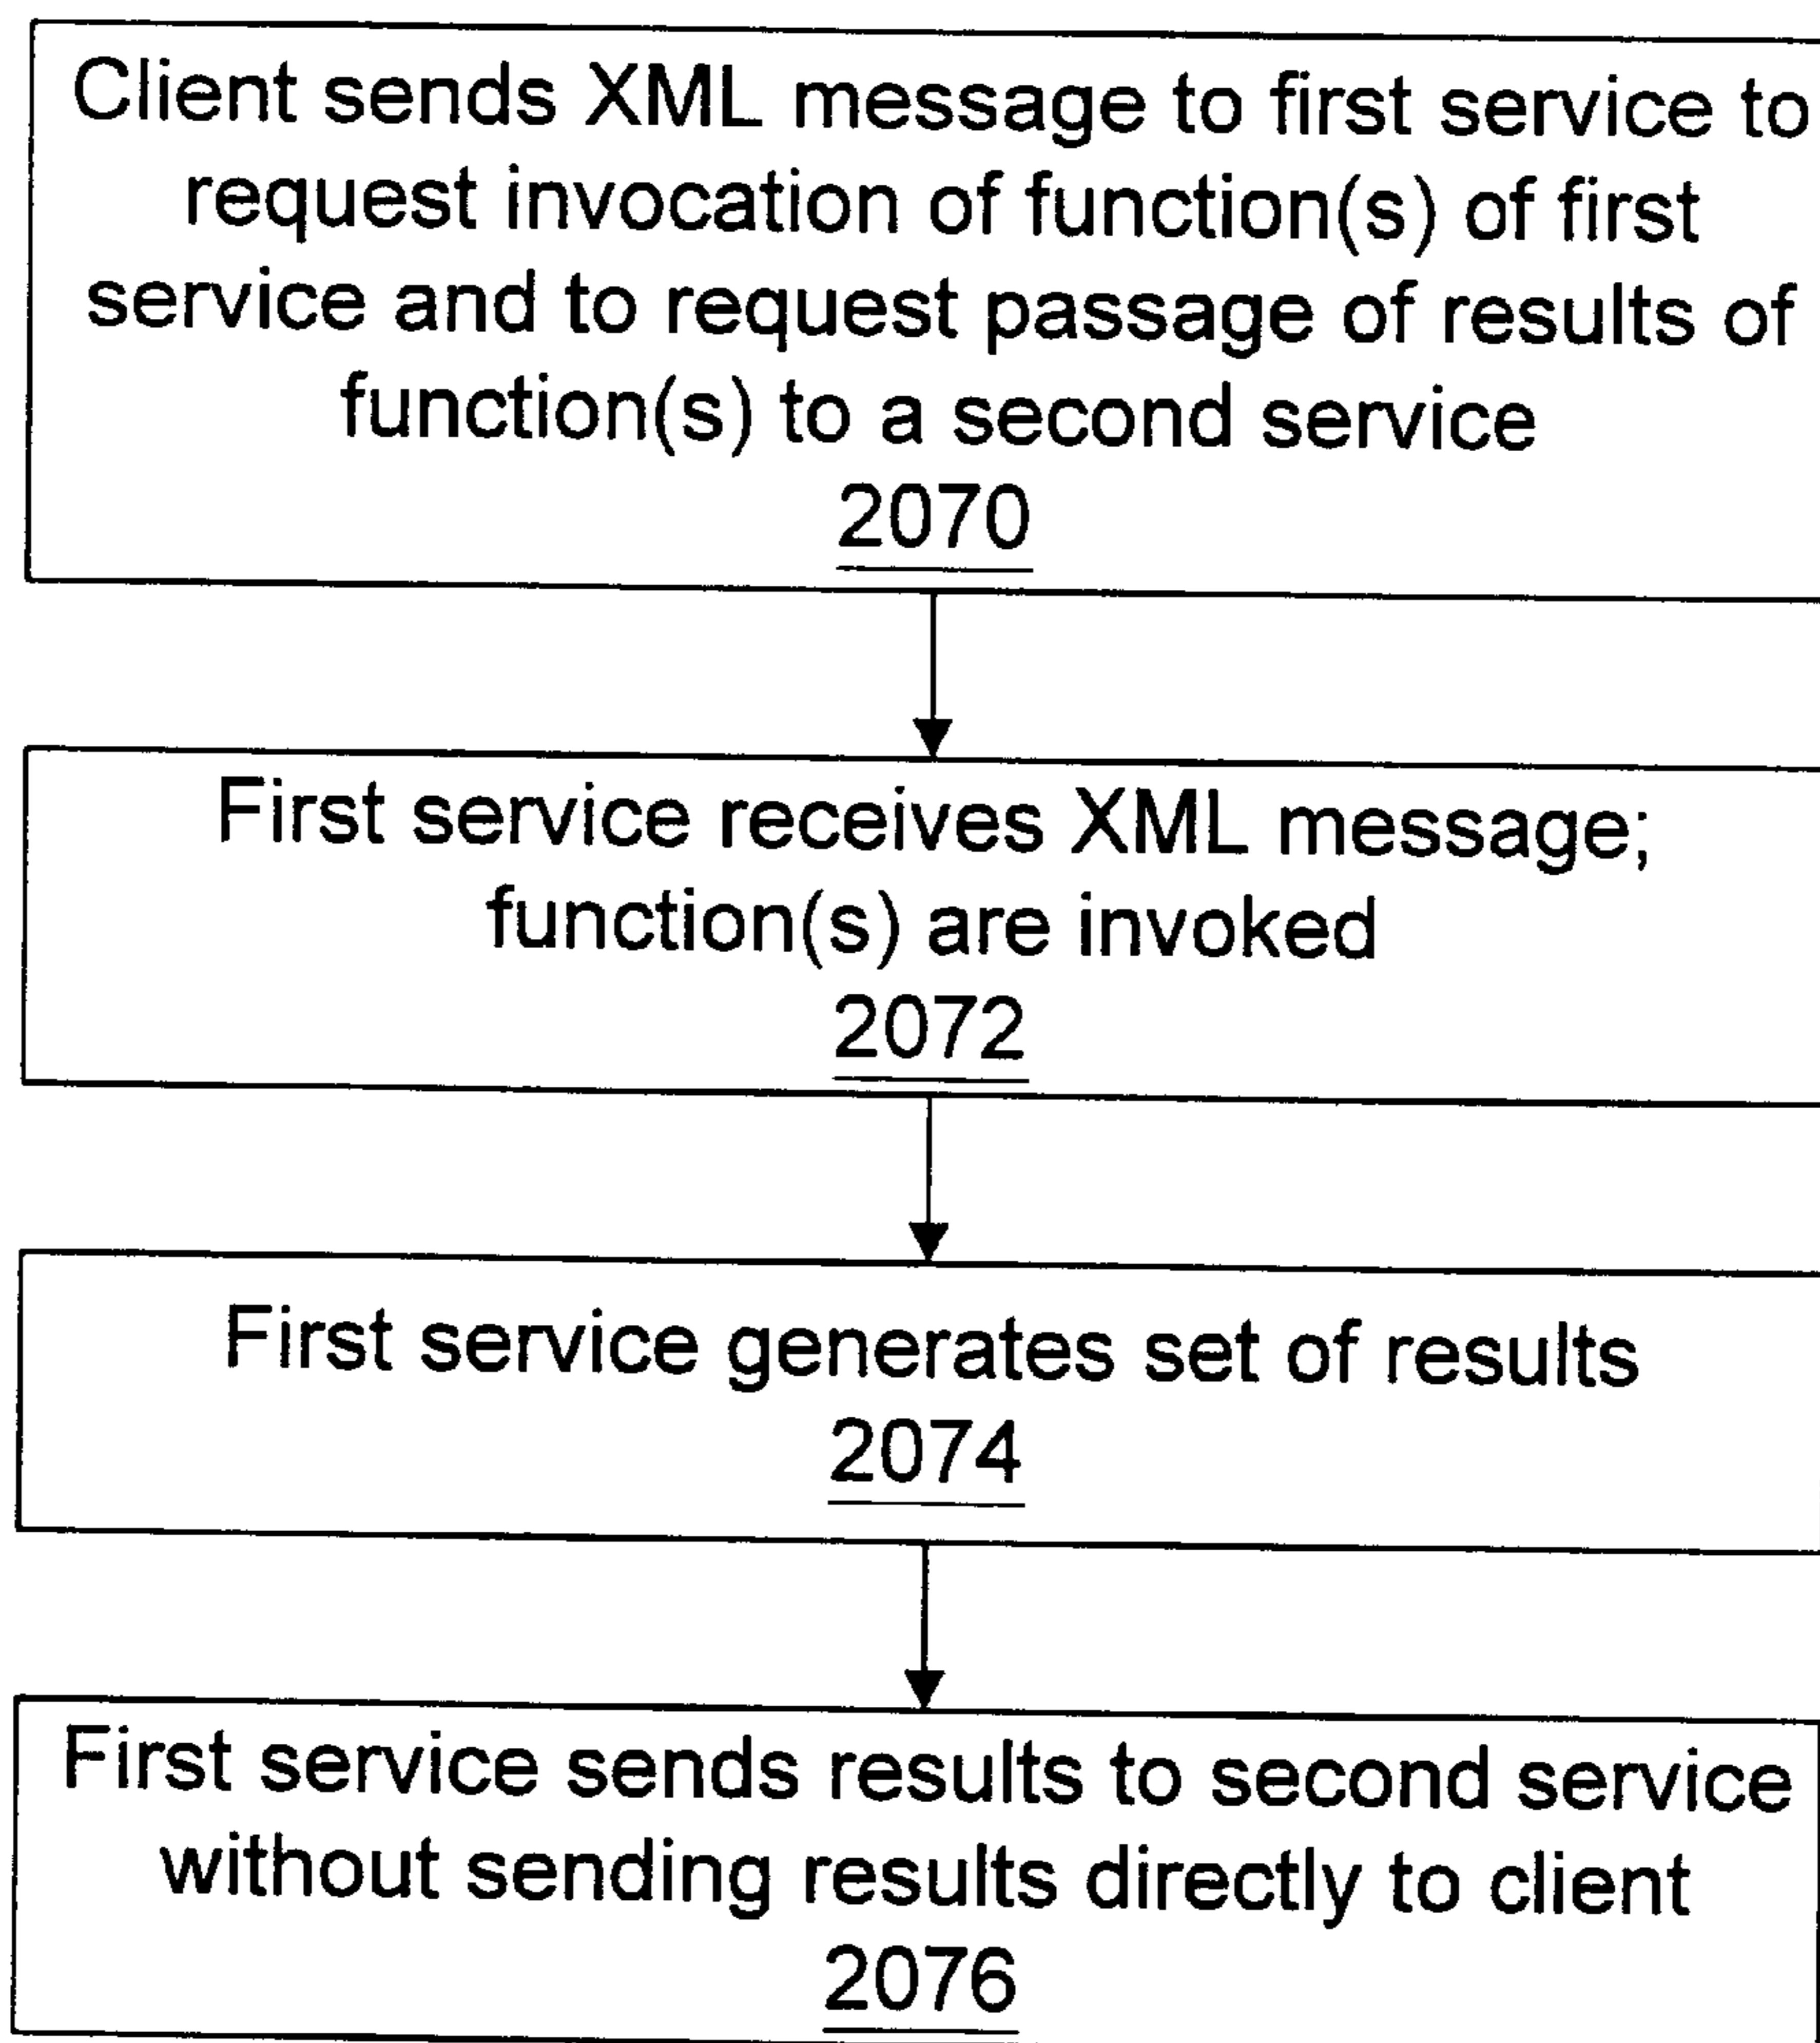 Client sends XML message to first service to
request invocation of function(s) of first
service and to request passage of results of
function(s) to a second service
2070
First service receives XML message;
function(s) are invoked
2072
First service generates set of results
2074
First service sends results to second service
without sending results directly to client
2076